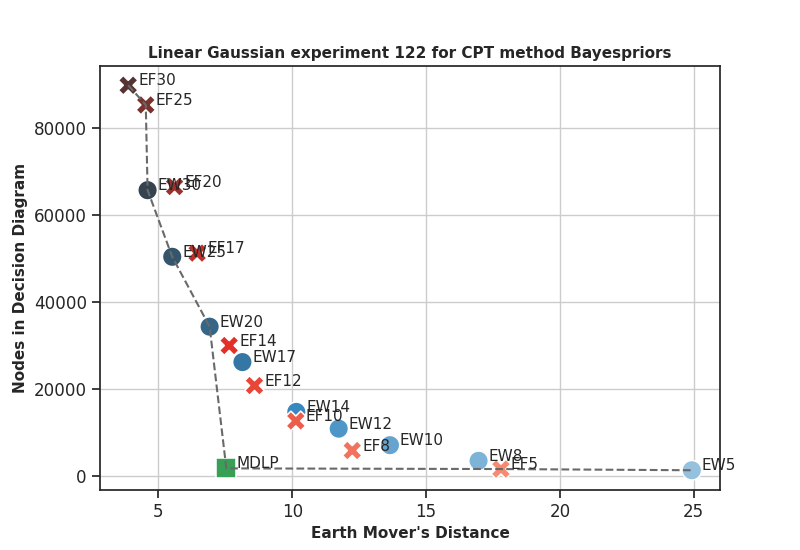 Linear Gaussian experiment 122 for CPT method Bayespriors
Nodes in Decision Diagram
80000
60000
40000
20000
0
EF30
EF25
EW30
EF20
EW25
EF17
EW20
EF14
EW17
EF12
EW14
EF10
EW12
EF8
EW10
EW8
EF5
MDLP
EW5
5
10
15
20
25
Earth Mover's Distance